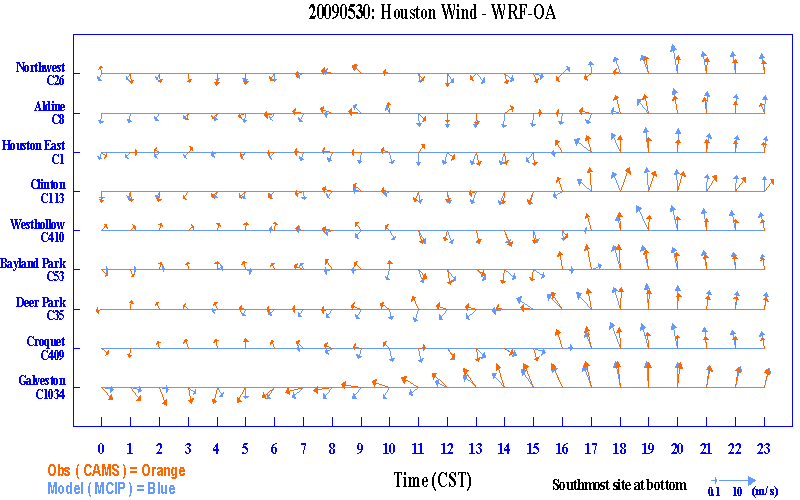 20090530: Houston Wind - WRF-OA
Northwest
C26
Aldine
C8
Houston East
C1
Clinton
C113
Westhollow
C410
Bayland Park
C53
Deer Park
C35
Croquet
C409
Galveston
C1034
0 1 2 3 4 5 6 7 8 9 10 11 12 13 14 15 16 17 18 19 20 21 22 23
Obs ( CAMS ) = Orange
Model ( MCIP ) = Blue
Time (CST)
Southmost site at bottom
0.1 10 (m/s)